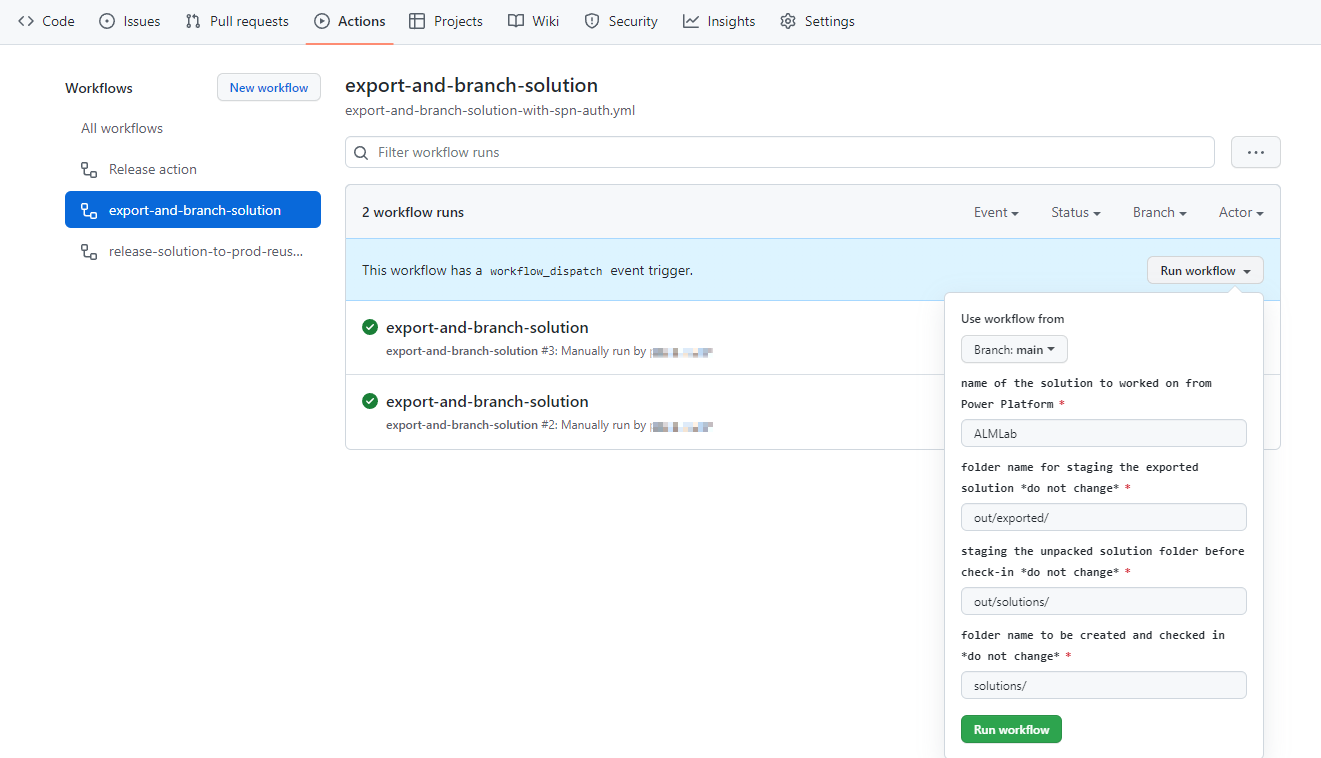 Code Issues Pull requests Actions Projects Wiki Security Insights Settings
Workflows
New workflow
All workflows
Release action
export-and-branch-solution
release-solution-to-prod-reus...
export-and-branch-solution
export-and-branch-solution-with-spn-auth.yml
Filter workflow runs
...
2 workflow runs
Event Status Branch Actor
This workflow has a workflow_dispatch event trigger.
Run workflow
export-and-branch-solution
export-and-branch-solution #3: Manually run by
export-and-branch-solution
export-and-branch-solution #2: Manually run by
Use workflow from
Branch: main
name of the solution to worked on from
Power Platform *
ALMLab
folder name for staging the exported
solution *do not change* *
out/exported/
staging the unpacked solution folder before
check-in *do not change* *
out/solutions/
folder name to be created and checked in
*do not change* *
solutions/
Run workflow